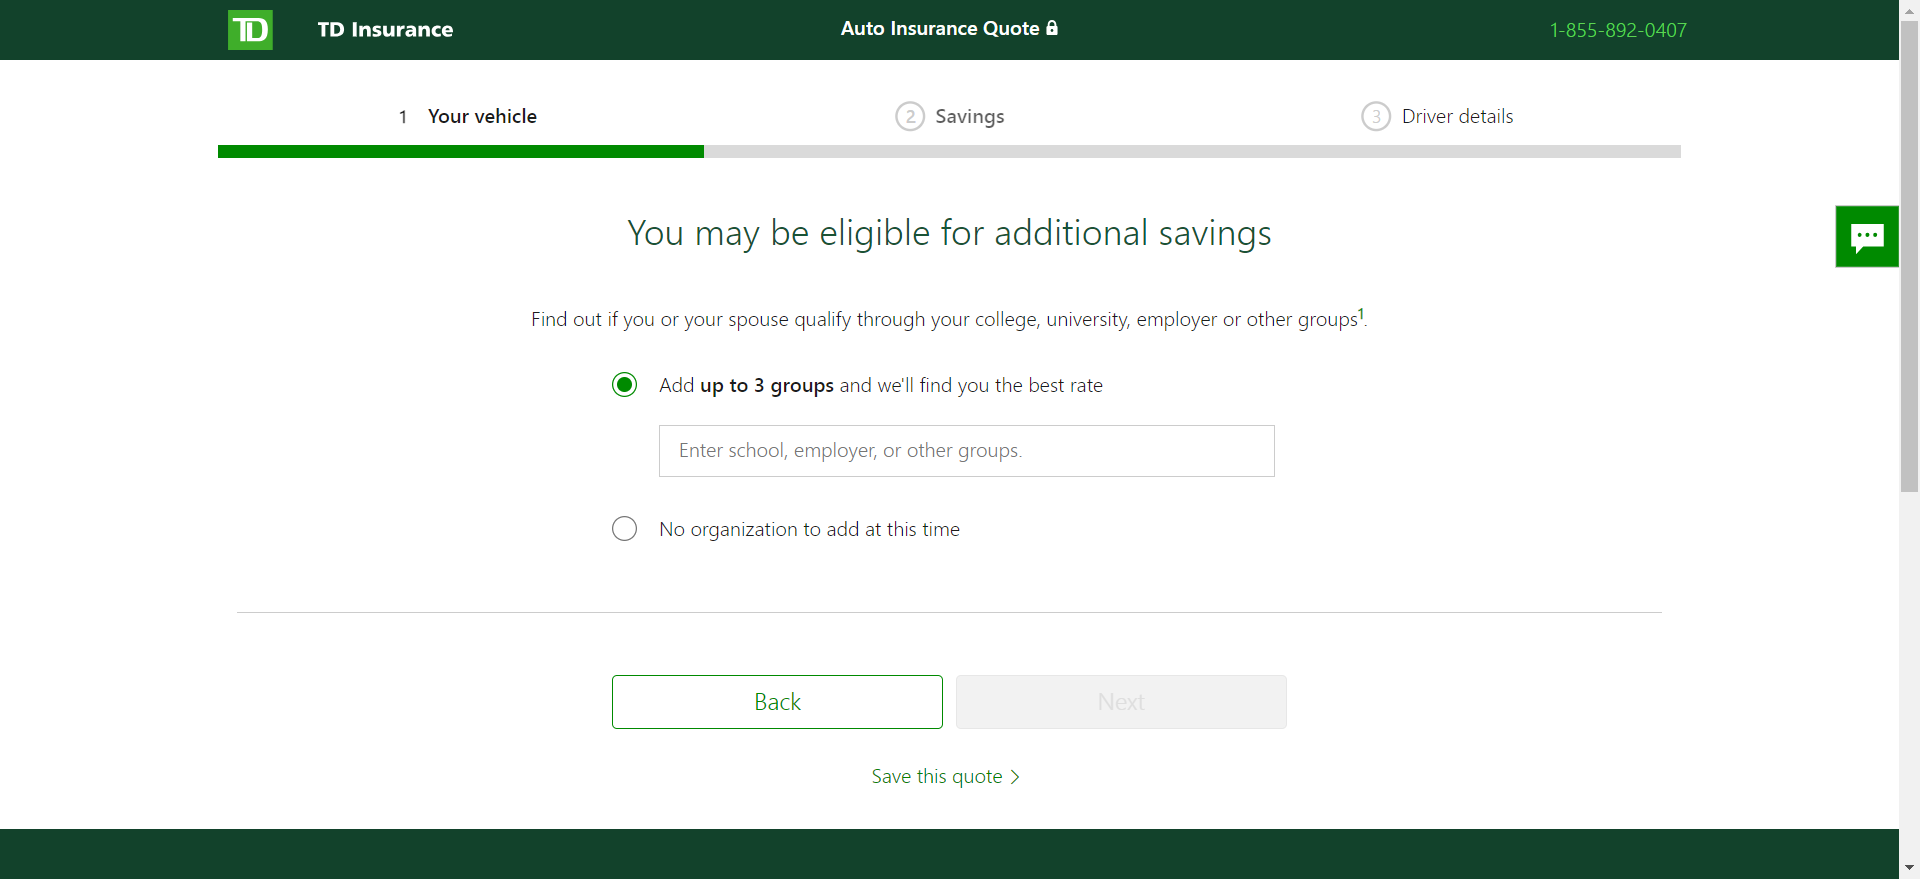 TD
TD Insurance
Auto Insurance Quote
1-855-892-0407
1 Your vehicle
2 Savings
3 Driver details
You may be eligible for additional savings
Find out if you or your spouse qualify through your college, university, employer or other groups1.
Add up to 3 groups and we'll find you the best rate
Enter school, employer, or other groups.
No organization to add at this time
Back
Next
Save this quote